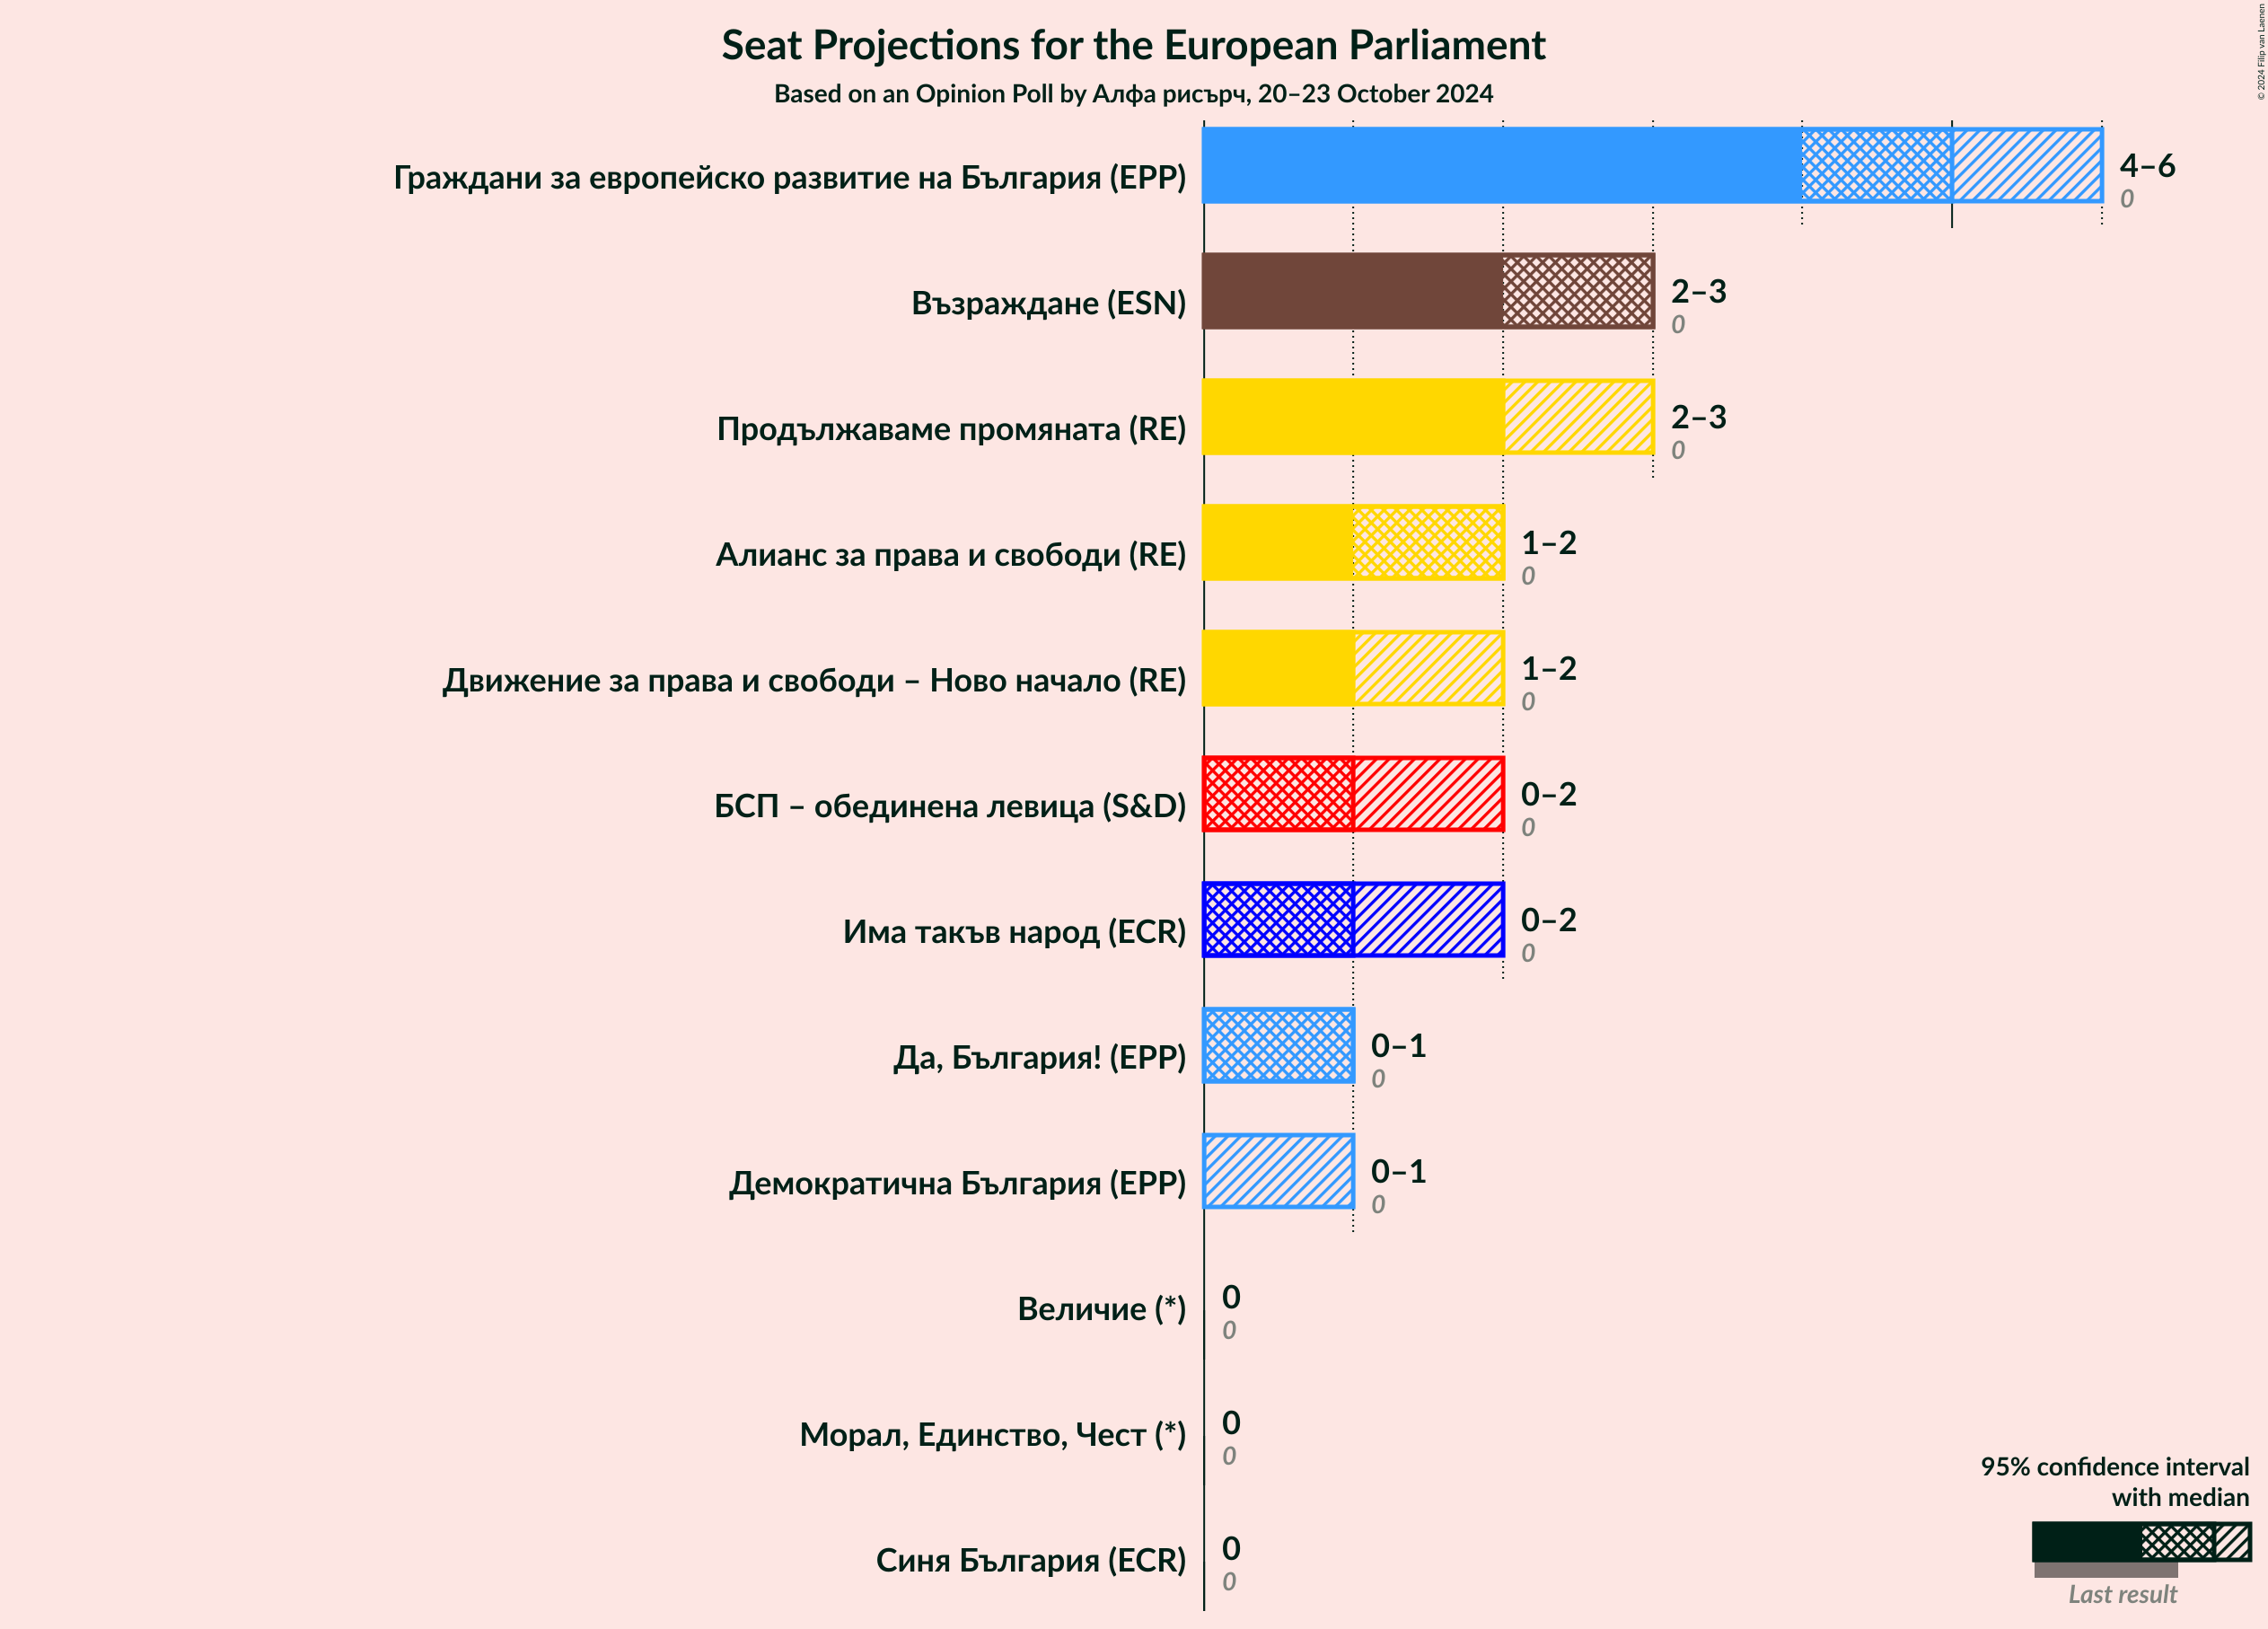 Seat Projections for the European Parliament
Based on an Opinion Poll by Алфа рисърч, 20–23 October 2024
© 2024 Filip van Laenen
Граждани за европейско развитие на България (EPP)
4–6
0
Възраждане (ESN)
2–3
0
Продължаваме промяната (RE)
2–3
0
Алианс за права и свободи (RE)
1–2
0
Движение за права и свободи – Ново начало (RE)
1–2
0
БСП – обединена левица (S&D)
0–2
0
Има такъв народ (ECR)
0–2
0
Да, България! (EPP)
0–1
0
Демократична България (EPP)
0–1
0
Величие (*)
0
0
Морал, Единство, Чест (*)
0
0
Синя България (ECR)
0
0
95% confidence interval
with median
Last result